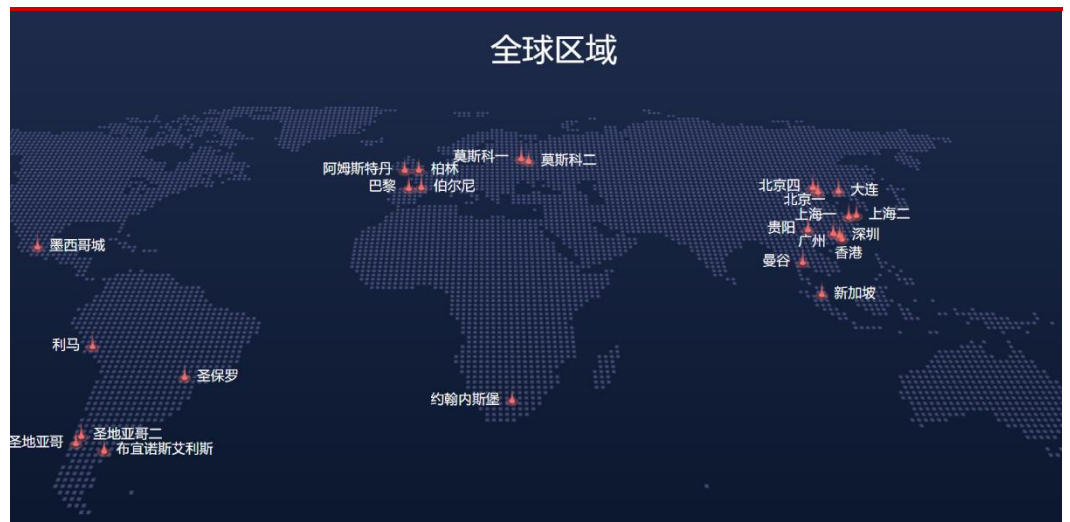 全球区域
莫斯科一
莫斯科二
阿姆斯特丹
柏林
巴黎
伯尔尼
北京四
大连
北京一
上海一
上海二
贵阳
广州
深圳
香港
墨西哥城
曼谷
新加坡
利马
圣保罗
约翰内斯堡
圣地亚哥二
圣地亚哥
布宜诺斯艾利斯